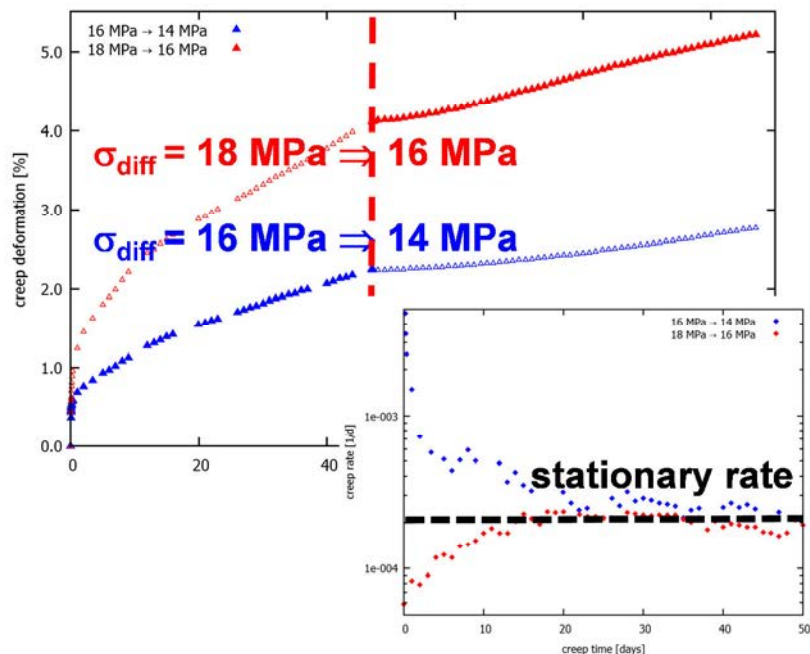 16 MPa → 14 MPa
18 MPa → 16 MPa
5.0
4.0
3.0
2.0
1.0
0.0
creep deformation [%]
σdiff = 18 MPa ⇒ 16 MPa
σdiff = 16 MPa ⇒ 14 MPa
0
20
40
16 MPa → 14 MPa
18 MPa → 16 MPa
1e-003
1e-004
creep rate [1/d]
stationary rate
0
10
20
30
40
50
creep time [days]